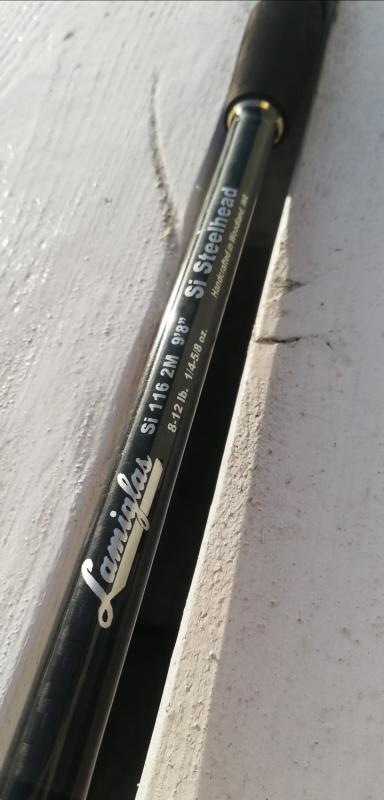 Lamiglas
Si 116 2M 9'8"
8-12 lb. 1/4-5/8 oz.
Si Steelhead
Handcrafted in Woodland, WA